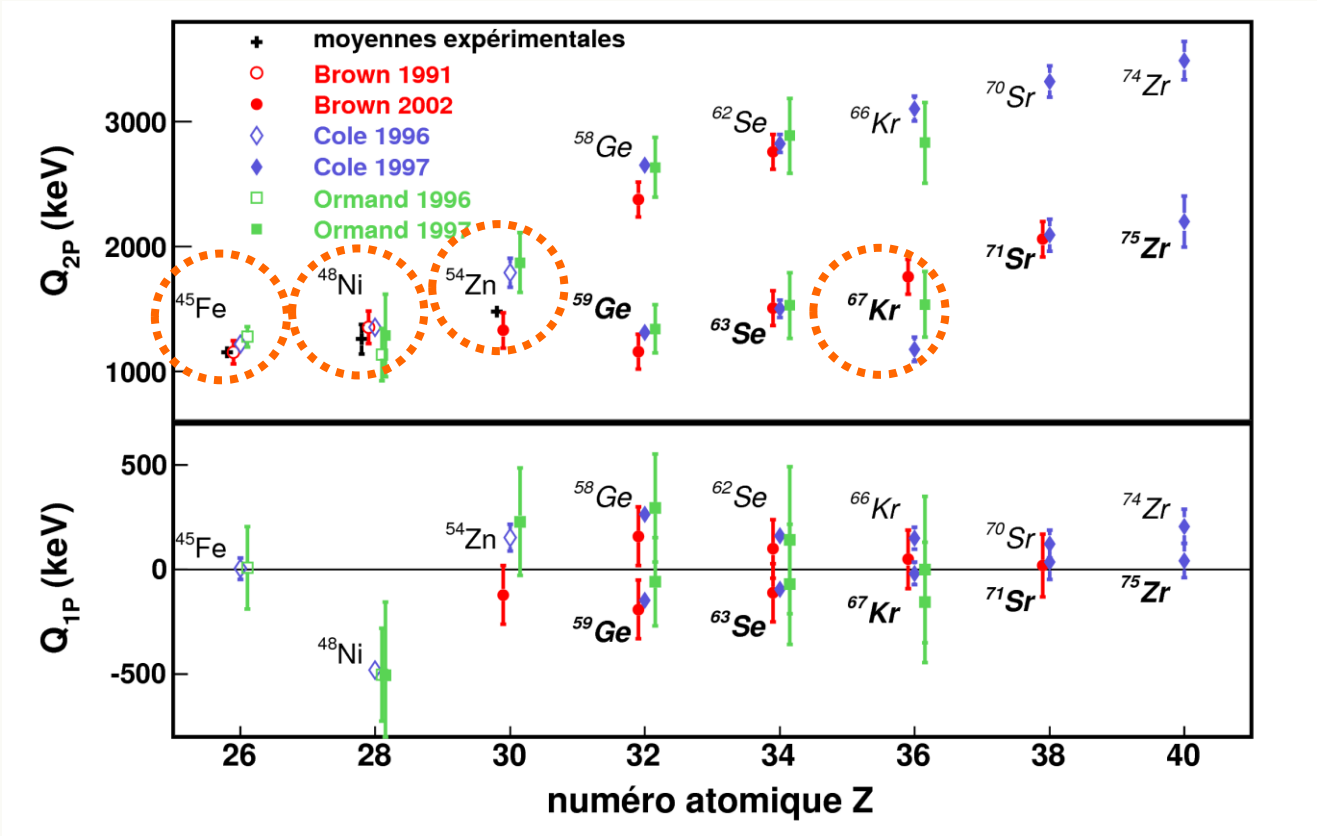 moyennes expérimentales
Brown 1991
Brown 2002
Cole 1996
Cole 1997
Ormand 1996
Ormand 1997
Q2P (keV)
3000
2000
1000
45Fe
48Ni
54Zn
58Ge
59Ge
62Se
63Se
66Kr
67Kr
70Sr
71Sr
74Zr
75Zr
Q1P (keV)
500
0
-500
45Fe
48Ni
54Zn
58Ge
59Ge
62Se
63Se
66Kr
67Kr
70Sr
71Sr
74Zr
75Zr
26 28 30 32 34 36 38 40
numéro atomique Z